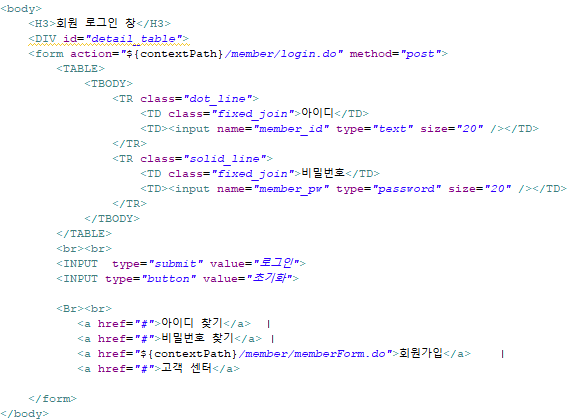 <body>
<H3>회원 로그인 창</H3>
<DIV id="detail_table">
<form action="${contextPath}/member/login.do" method="post">
<TABLE>
<TBODY>
<TR class="dot_line">
<TD class="fixed_join">아이디</TD>
<TD><input name="member_id" type="text" size="20" /></TD>
</TR>
<TR class="solid_line">
<TD class="fixed_join">비밀번호</TD>
<TD><input name="member_pw" type="password" size="20" /></TD>
</TR>
</TBODY>
</TABLE>
<br><br>
<INPUT  type="submit" value="로그인">
<INPUT type="button" value="초기화">
<Br><br>
<a href="#">아이디 찾기</a>  |
<a href="#">비밀번호 찾기</a> |
<a href="${contextPath}/member/memberForm.do">회원가입</a>    |
<a href="#">고객 센터</a>
</form>
</body>